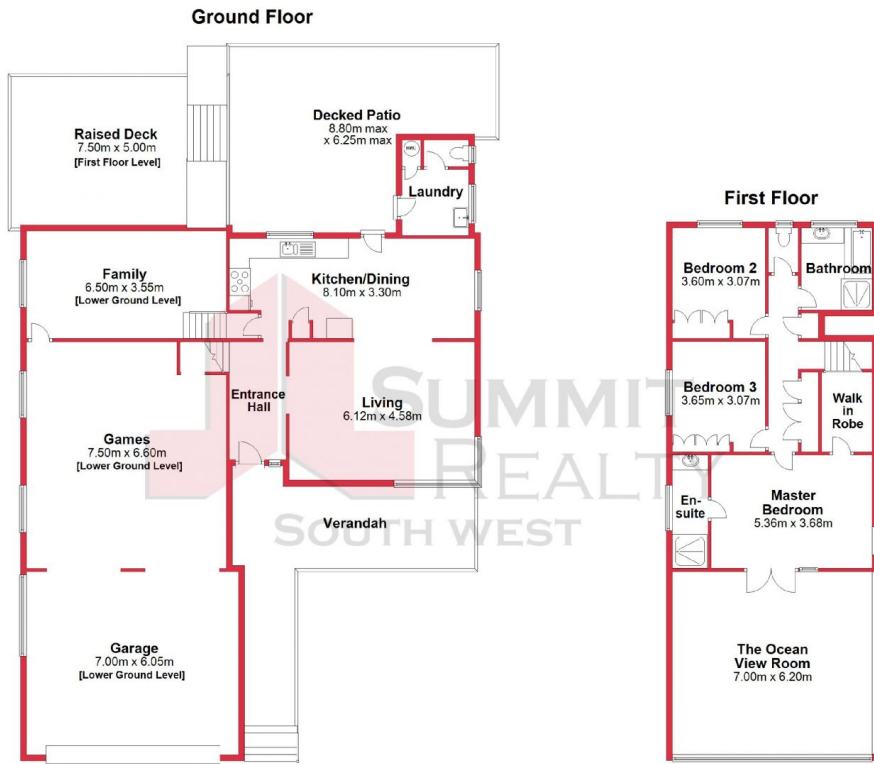 Ground Floor
Raised Deck
7.50m x 5.00m
[First Floor Level]
Decked Patio
8.80m max
x 6.25m max
Laundry
Family
6.50m x 3.55m
[Lower Ground Level]
Kitchen/Dining
8.10m x 3.30m
Entrance
Hall
Living
6.12m x 4.58m
Games
7.50m x 6.60m
[Lower Ground Level]
Verandah
Garage
7.00m x 6.05m
[Lower Ground Level]
First Floor
Bedroom 2
3.60m x 3.07m
Bathroom
Bedroom 3
3.65m x 3.07m
Walk
in
Robe
En-
suite
Master
Bedroom
5.36m x 3.68m
The Ocean
View Room
7.00m x 6.20m
SUMMIT
REALTY
SOUTH WEST